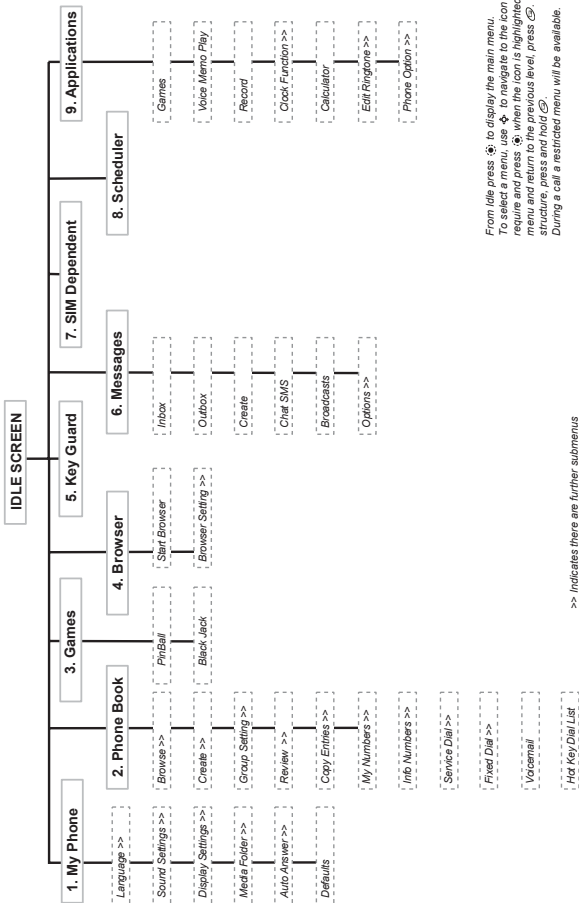 IDLE SCREEN
1. My Phone
Language >>
Sound Settings >>
Display Settings >>
Media Folder >>
Auto Answer >>
Defaults
2. Phone Book
Browse >>
Create >>
Group Setting >>
Review >>
Copy Entries >>
My Numbers >>
Info Numbers >>
Service Dial >>
Fixed Dial >>
Voicemail
Hot Key Dial List
3. Games
PinBall
Black Jack
4. Browser
Start Browser
Browser Setting >>
5. Key Guard
6. Messages
Inbox
Outbox
Create
Chat SMS
Broadcasts
Options >>
7. SIM Dependent
8. Scheduler
9. Applications
Games
Voice Memo Play
Record
Clock Function >>
Calculator
Edit Ringtone >>
Phone Option >>
>> Indicates there are further submenus
From Idle press to display the main menu.
To select a menu, use to navigate to the icon
require and press when the icon is highlighted
menu and return to the previous level, press .
structure, press and hold .
During a call a restricted menu will be available.